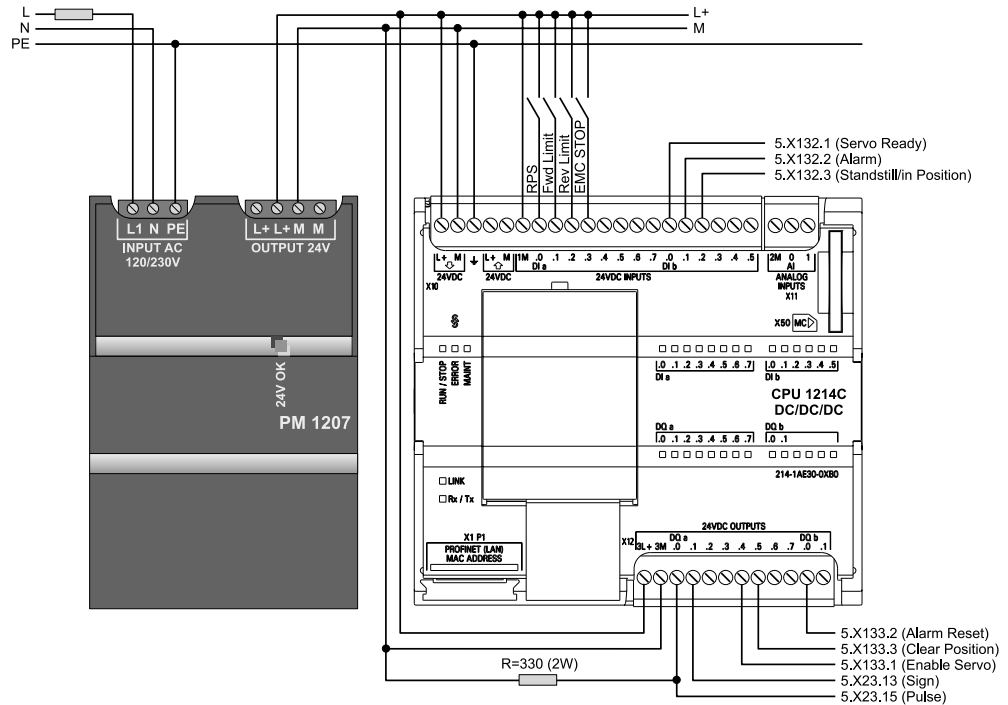 L
N
PE
L+
M
RPS
Fwd Limit
Rev Limit
EMC STOP
5.X132.1 (Servo Ready)
5.X132.2 (Alarm)
5.X132.3 (Standstill/in Position)
L1 N PE
INPUT AC
120/230V
L+ L+ M M
OUTPUT 24V
24V OK
PM 1207
L+ M
24VDC
X10
L+ M
24VDC
1M .0 .1 .2 .3 .4 .5 .6 .7 .0 .1 .2 .3 .4 .5
DI a
DI b
24VDC INPUTS
2M 0 1
AI
ANALOG
INPUTS
X11
X50 MC
RUN / STOP
ERROR
MAINT
.0 .1 .2 .3 .4 .5 .6 .7
DI a
.0 .1 .2 .3 .4 .5
DI b
CPU 1214C
DC/DC/DC
DQ a
.0 .1 .2 .3 .4 .5 .6 .7
DQ b
.0 .1
214-1AE30-0XB0
LINK
Rx / Tx
X1 P1
PROFINET (LAN)
MAC ADDRESS
24VDC OUTPUTS
X12
DQ a
DQ b
3L+ 3M .0 .1 .2 .3 .4 .5 .6 .7 .0 .1
R=330 (2W)
5.X133.2 (Alarm Reset)
5.X133.3 (Clear Position)
5.X133.1 (Enable Servo)
5.X23.13 (Sign)
5.X23.15 (Pulse)